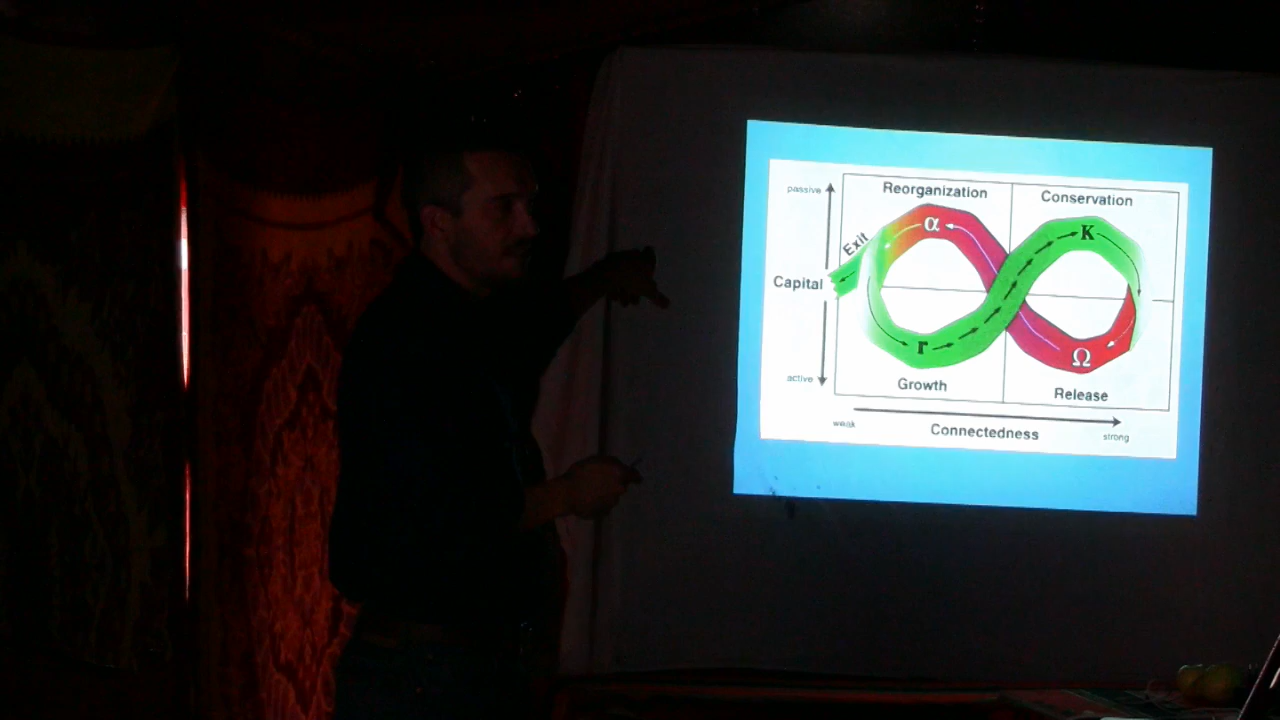 passive
Reorganization
Conservation
α
K
Exit
Capital
r
Ω
active
Growth
Release
weak
Connectedness
strong